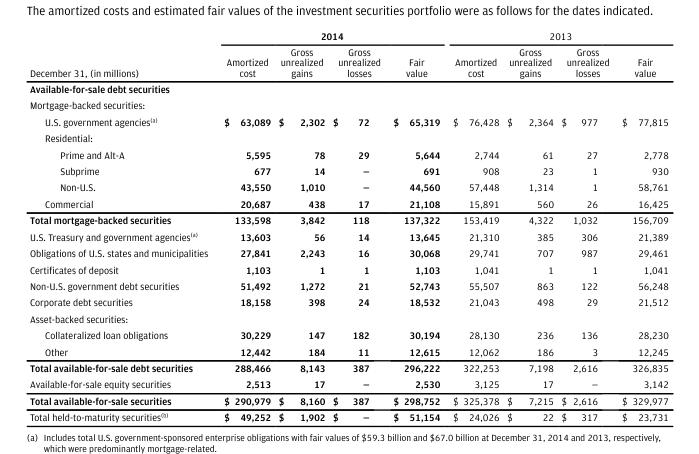 The amortized costs and estimated fair values of the investment securities portfolio were as follows for the dates indicated.
2014 2013
Gross Gross Gross Gross
Amortized unrealized unrealized Fair Amortized unrealized unrealized Fair
December 31, (in millions) cost gains losses value cost gains losses value
Available-for-sale debt securities
Mortgage-backed securities:
U.S. government agencies(a) $ 63,089 $ 2,302 $ 72 $ 65,319 $ 76,428 $ 2,364 $ 977 $ 77,815
Residential:
Prime and Alt-A 5,595 78 29 5,644 2,744 61 27 2,778
Subprime 677 14 – 691 908 23 1 930
Non-U.S. 43,550 1,010 – 44,560 57,448 1,314 1 58,761
Commercial 20,687 438 17 21,108 15,891 560 26 16,425
Total mortgage-backed securities 133,598 3,842 118 137,322 153,419 4,322 1,032 156,709
U.S. Treasury and government agencies(a) 13,603 56 14 13,645 21,310 385 306 21,389
Obligations of U.S. states and municipalities 27,841 2,243 16 30,068 29,741 707 987 29,461
Certificates of deposit 1,103 1 1 1,103 1,041 1 1 1,041
Non-U.S. government debt securities 51,492 1,272 21 52,743 55,507 863 122 56,248
Corporate debt securities 18,158 398 24 18,532 21,043 498 29 21,512
Asset-backed securities:
Collateralized loan obligations 30,229 147 182 30,194 28,130 236 136 28,230
Other 12,442 184 11 12,615 12,062 186 3 12,245
Total available-for-sale debt securities 288,466 8,143 387 296,222 322,253 7,198 2,616 326,835
Available-for-sale equity securities 2,513 17 – 2,530 3,125 17 – 3,142
Total available-for-sale securities $ 290,979 $ 8,160 $ 387 $ 298,752 $ 325,378 $ 7,215 $ 2,616 $ 329,977
Total held-to-maturity securities(b) $ 49,252 $ 1,902 $ – $ 51,154 $ 24,026 $ 22 $ 317 $ 23,731
(a) Includes total U.S. government-sponsored enterprise obligations with fair values of $59.3 billion and $67.0 billion at December 31, 2014 and 2013, respectively,
which were predominantly mortgage-related.